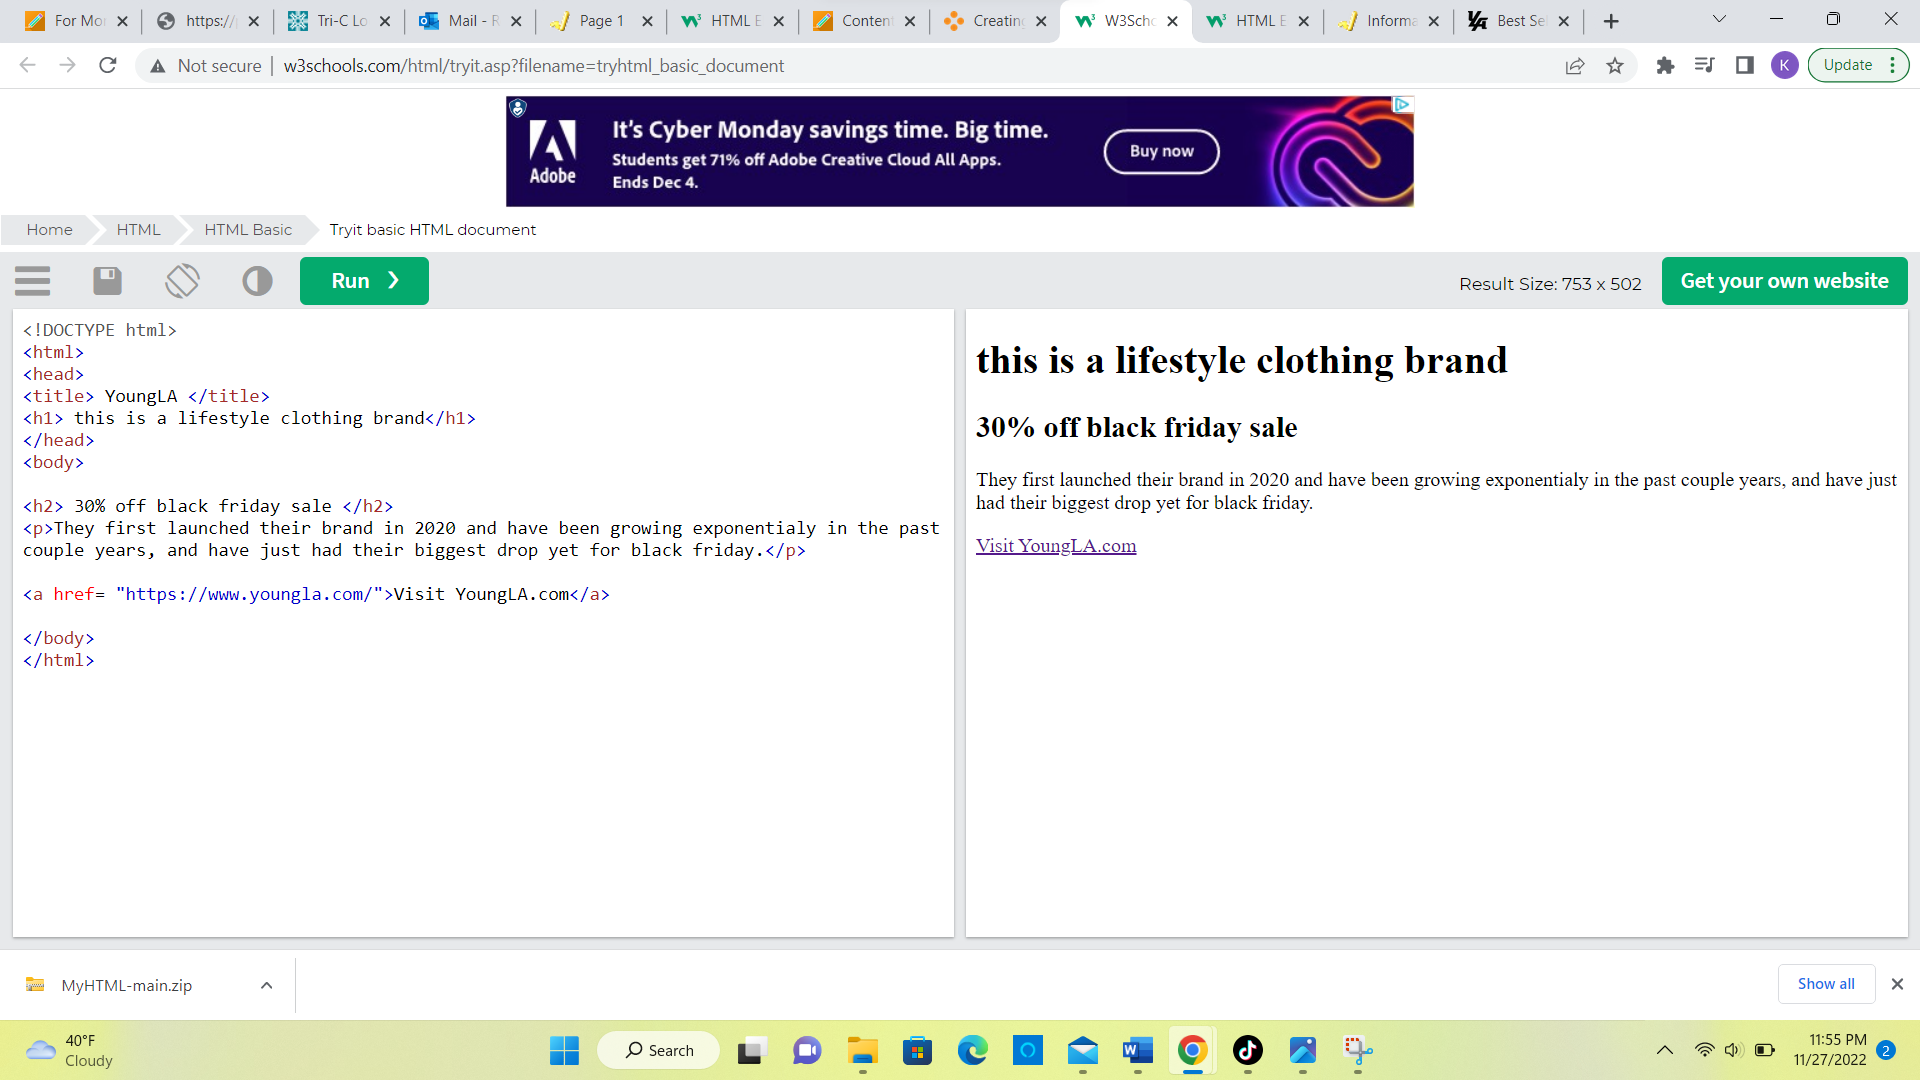 For Mor
https://
Tri-C Lo
Mail - R
Page 1
HTML E
Content
Creating
W3Scho
HTML E
Informa
Best Se
Not secure
w3schools.com/html/tryit.asp?filename=tryhtml_basic_document
K
Update
Adobe
It's Cyber Monday savings time. Big time.
Students get 71% off Adobe Creative Cloud All Apps.
Ends Dec 4.
Buy now
Home
HTML
HTML Basic
Tryit basic HTML document
Run ❯
Result Size: 753 x 502
Get your own website
<!DOCTYPE html>
<html>
<head>
<title> YoungLA </title>
<h1> this is a lifestyle clothing brand</h1>
</head>
<body>
<h2> 30% off black friday sale </h2>
<p>They first launched their brand in 2020 and have been growing exponentialy in the past
couple years, and have just had their biggest drop yet for black friday.</p>
<a href= "https://www.youngla.com/">Visit YoungLA.com</a>
</body>
</html>
this is a lifestyle clothing brand
30% off black friday sale
They first launched their brand in 2020 and have been growing exponentialy in the past couple years, and have just
had their biggest drop yet for black friday.
Visit YoungLA.com
MyHTML-main.zip
Show all
40°F
Cloudy
Search
11:55 PM
11/27/2022
2